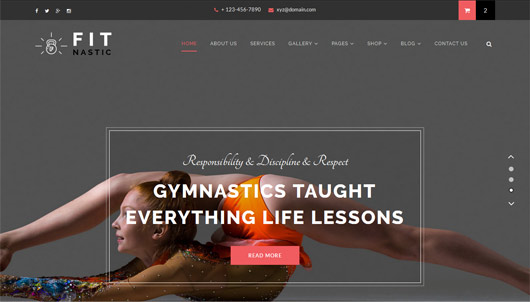 + 123-456-7890 xyz@domain.com 2
FIT
NASTIC
HOME ABOUT US SERVICES GALLERY PAGES SHOP BLOG CONTACT US
Responsibility & Discipline & Respect
GYMNASTICS TAUGHT
EVERYTHING LIFE LESSONS
READ MORE